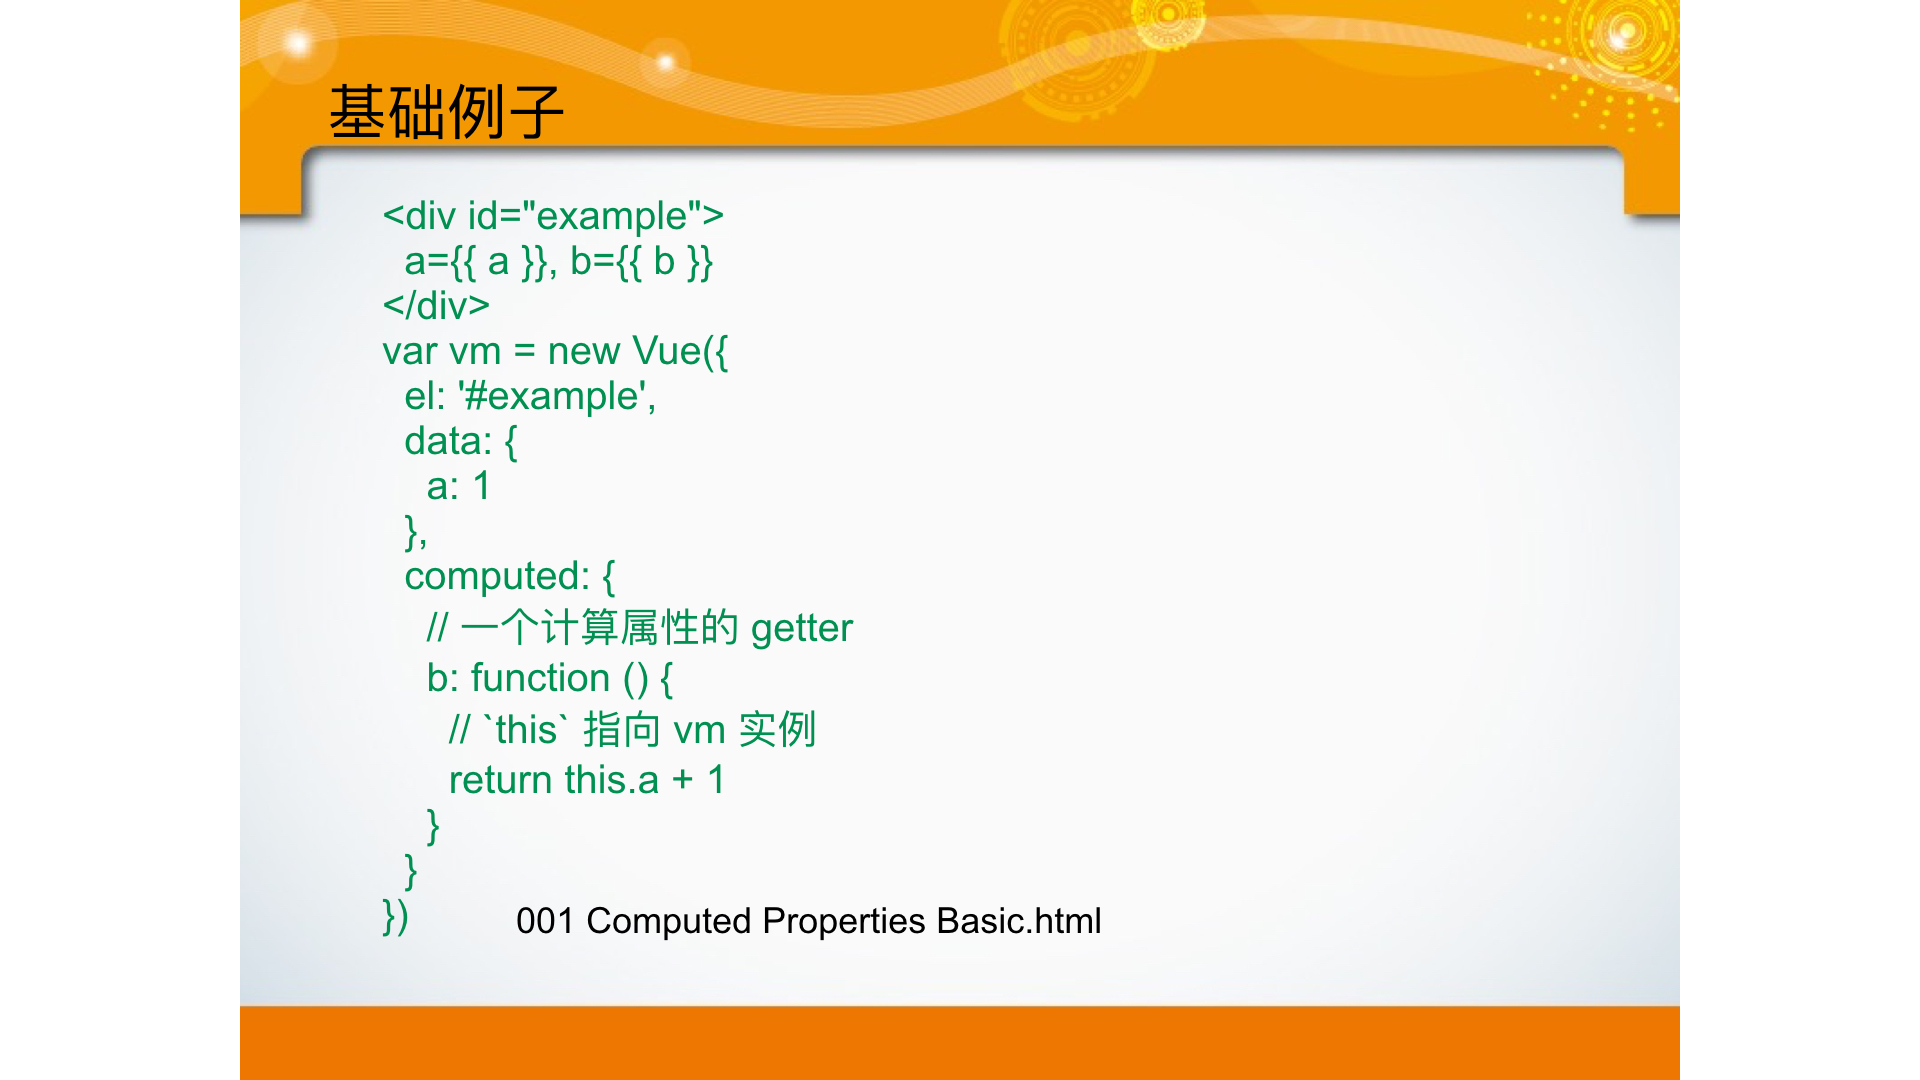 基础例子
<div id="example">
  a={{ a }}, b={{ b }}
</div>
var vm = new Vue({
  el: '#example',
  data: {
    a: 1
  },
  computed: {
    // 一个计算属性的 getter
    b: function () {
      // `this` 指向 vm 实例
      return this.a + 1
    }
  }
})
001 Computed Properties Basic.html